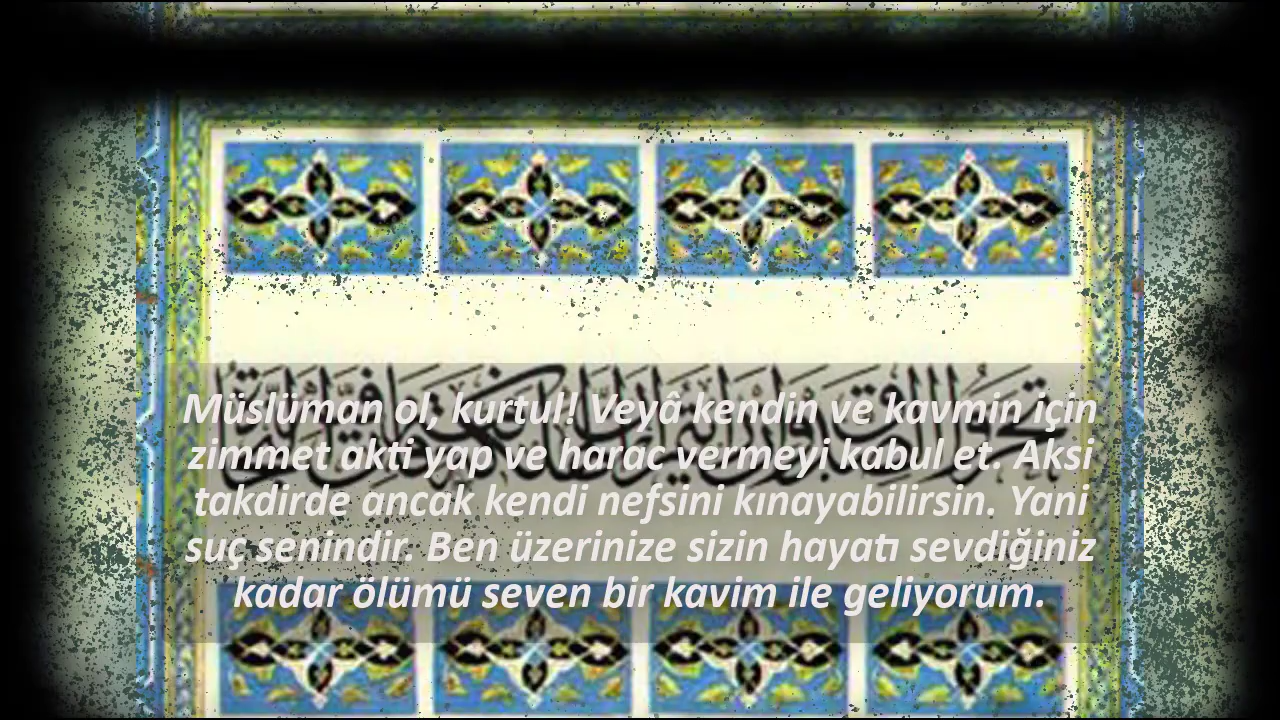 Müslüman ol, kurtul! Veyâ kendin ve kavmin için
zimmet akti yap ve harac vermeyi kabul et. Aksi
takdirde ancak kendi nefsini kınayabilirsin. Yani
suç senindir. Ben üzerinize sizin hayatı sevdiğiniz
kadar ölümü seven bir kavim ile geliyorum.